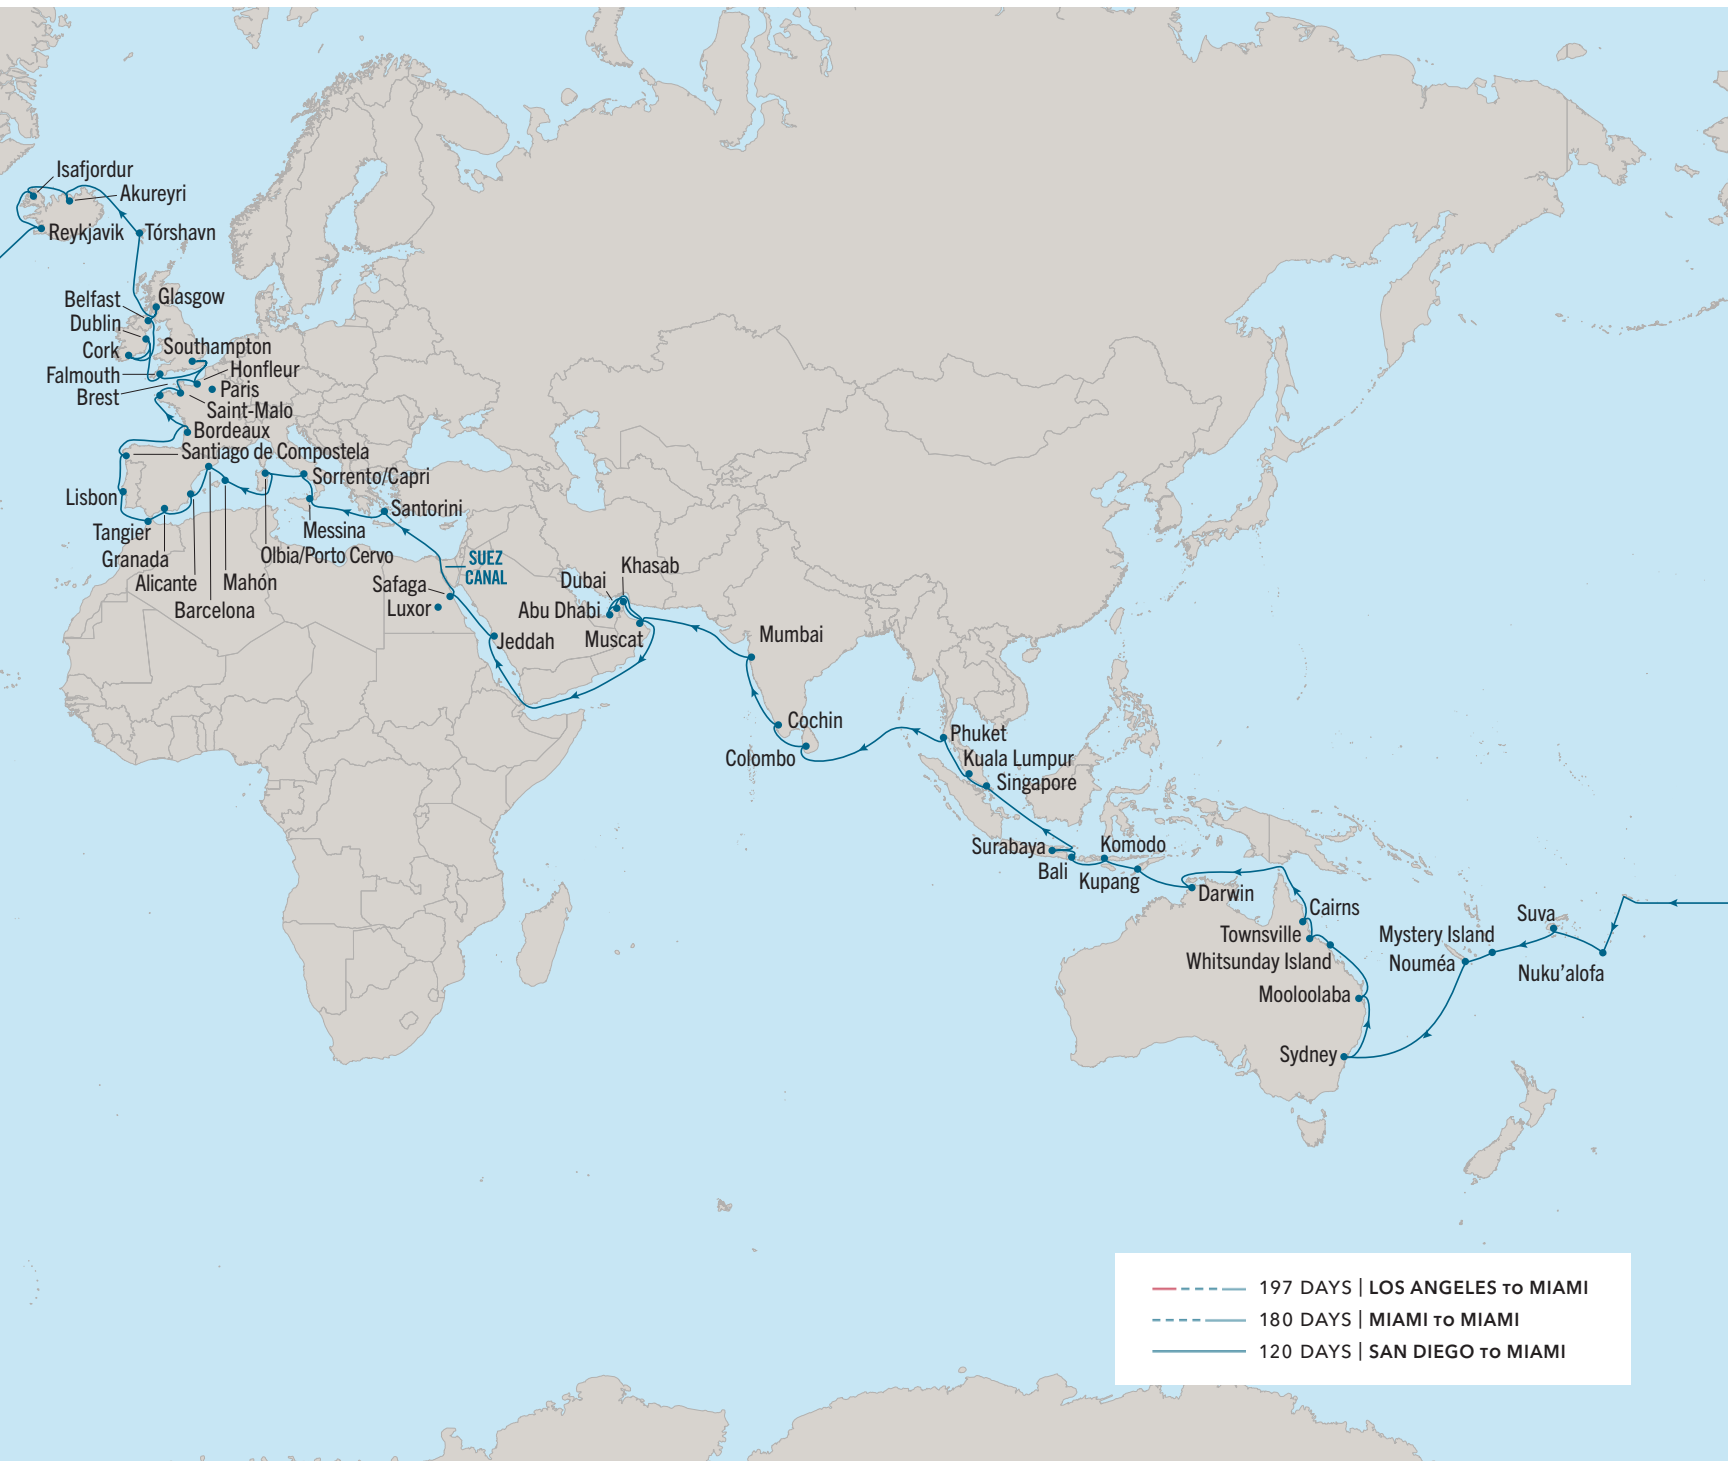 Isafjordur
Akureyri
Reykjavik
Tórshavn
Belfast
Glasgow
Dublin
Cork
Southampton
Falmouth
Honfleur
Brest
Paris
Saint-Malo
Bordeaux
Santiago de Compostela
Lisbon
Sorrento/Capri
Santorini
Tangier
Messina
Granada
Olbia/Porto Cervo
Alicante
Mahón
Barcelona
SUEZ
CANAL
Safaga
Luxor
Jeddah
Khasab
Dubai
Abu Dhabi
Muscat
Mumbai
Cochin
Colombo
Phuket
Kuala Lumpur
Singapore
Surabaya
Komodo
Bali
Kupang
Darwin
Cairns
Townsville
Whitsunday Island
Mooloolaba
Sydney
Suva
Mystery Island
Nouméa
Nuku’alofa
197 DAYS | LOS ANGELES TO MIAMI
180 DAYS | MIAMI TO MIAMI
120 DAYS | SAN DIEGO TO MIAMI